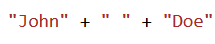 "John" + " " + "Doe"